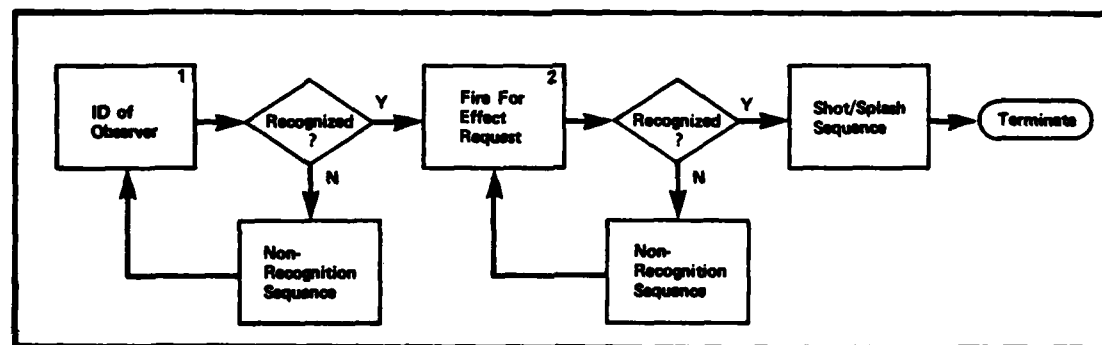 1
ID of
Observer
Recognized
?
Y
N
Non-
Recognition
Sequence
2
Fire For
Effect
Request
Recognized
?
Y
N
Non-
Recognition
Sequence
Shot/Splash
Sequence
Terminate